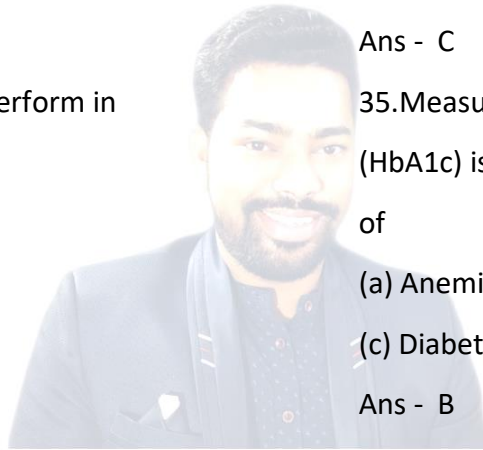 erform in
Ans - C
35.Measu
(HbA1c) is
of
(a) Anemi
(c) Diabet
Ans - B